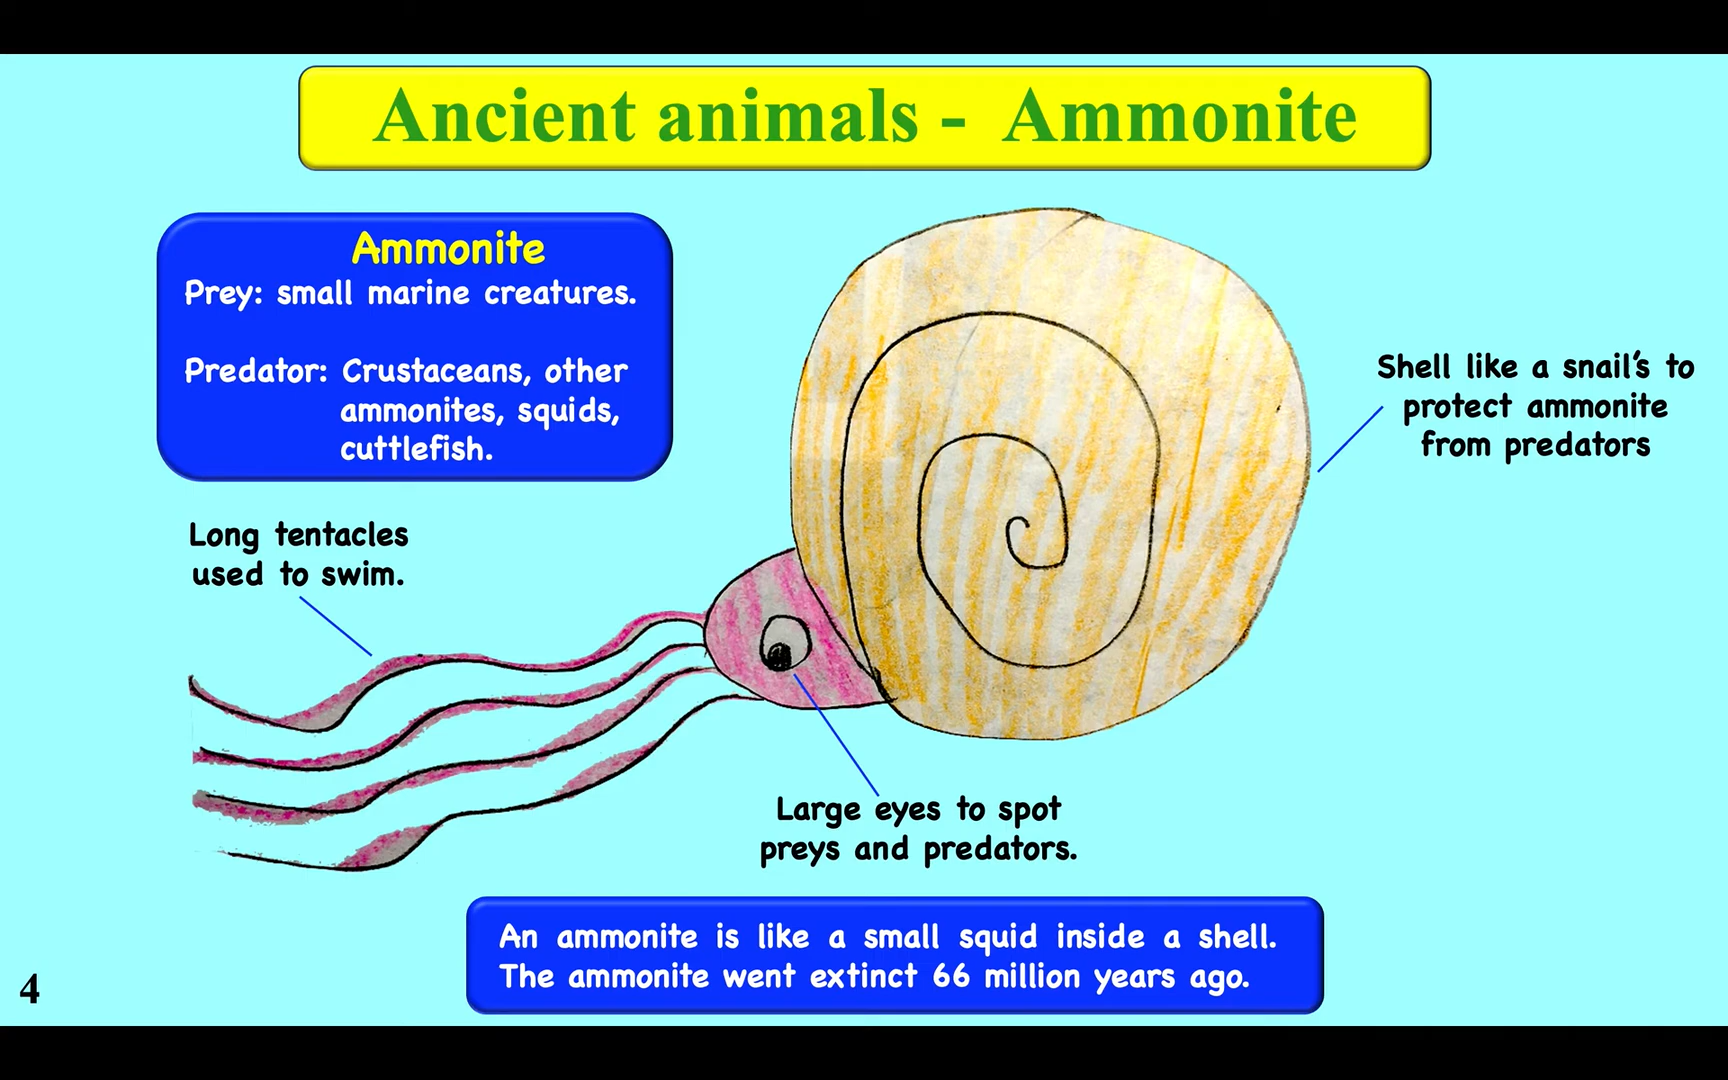 Ancient animals - Ammonite
Ammonite
Prey: small marine creatures.
Predator: Crustaceans, other
ammonites, squids,
cuttlefish.
Shell like a snail's to
protect ammonite
from predators
Long tentacles
used to swim.
Large eyes to spot
preys and predators.
An ammonite is like a small squid inside a shell.
The ammonite went extinct 66 million years ago.
4